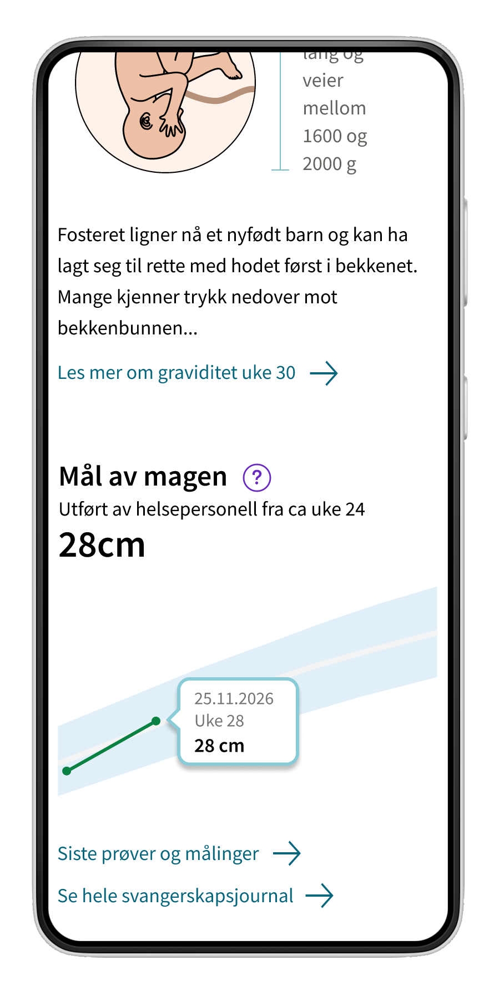 lang og
veier
mellom
1600 og
2000 g
Fosteret ligner nå et nyfødt barn og kan ha
lagt seg til rette med hodet først i bekkenet.
Mange kjenner trykk nedover mot
bekkenbunnen...
Les mer om graviditet uke 30
Mål av magen ?
Utført av helsepersonell fra ca uke 24
28cm
25.11.2026
Uke 28
28 cm
Siste prøver og målinger
Se hele svangerskapsjournal